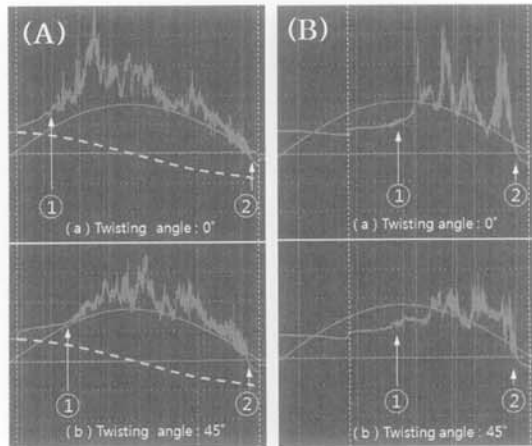 (A)
①
②
( a ) Twisting angle : 0°
①
②
( b ) Twisting angle : 45°
(B)
①
②
( a ) Twisting angle : 0°
①
②
( b ) Twisting angle : 45°